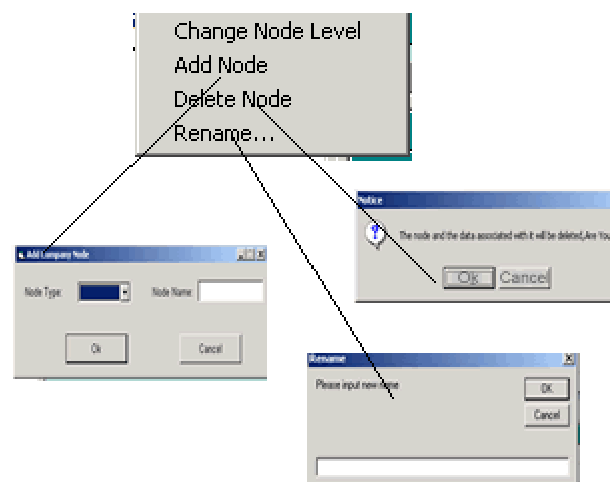 Change Node Level
Add Node
Delete Node
Rename...
Notice
The node and the data associated with it will be deleted,Are You
Ok Cancel
Add Company Node
Node Type: Node Name:
Ok Cancel
Rename
Please input new name
OK
Cancel